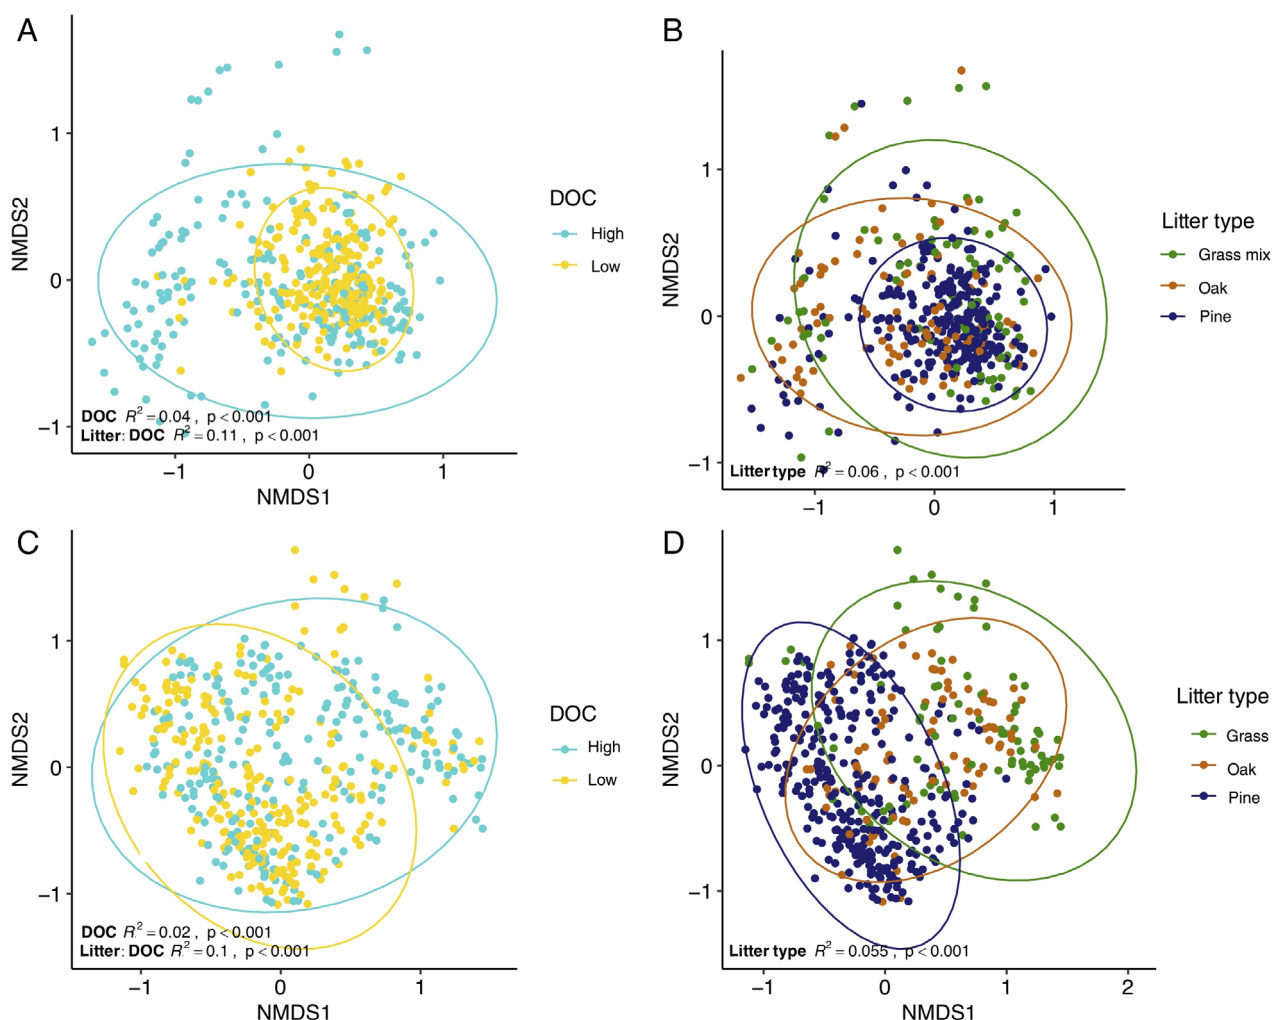 A
NMDS2
1
0
−1
−1
0
1
NMDS1
DOC R² = 0.04 , p < 0.001
Litter: DOC R² = 0.11 , p < 0.001
DOC
High
Low
B
NMDS2
1
0
−1
−1
0
1
Litter type R² = 0.06 , p < 0.001
Litter type
Grass mix
Oak
Pine
C
NMDS2
1
0
−1
−1
0
1
NMDS1
DOC R² = 0.02 , p < 0.001
Litter: DOC R² = 0.1 , p < 0.001
DOC
High
Low
D
NMDS2
1
0
−1
−1
0
1
2
NMDS1
Litter type R² = 0.055 , p < 0.001
Litter type
Grass
Oak
Pine